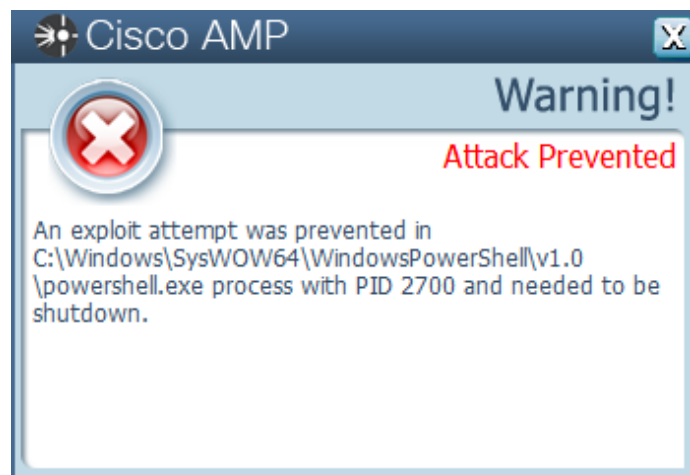 Cisco AMP
X
Warning!
Attack Prevented
An exploit attempt was prevented in
C:\Windows\SysWOW64\WindowsPowerShell\v1.0
\powershell.exe process with PID 2700 and needed to be
shutdown.